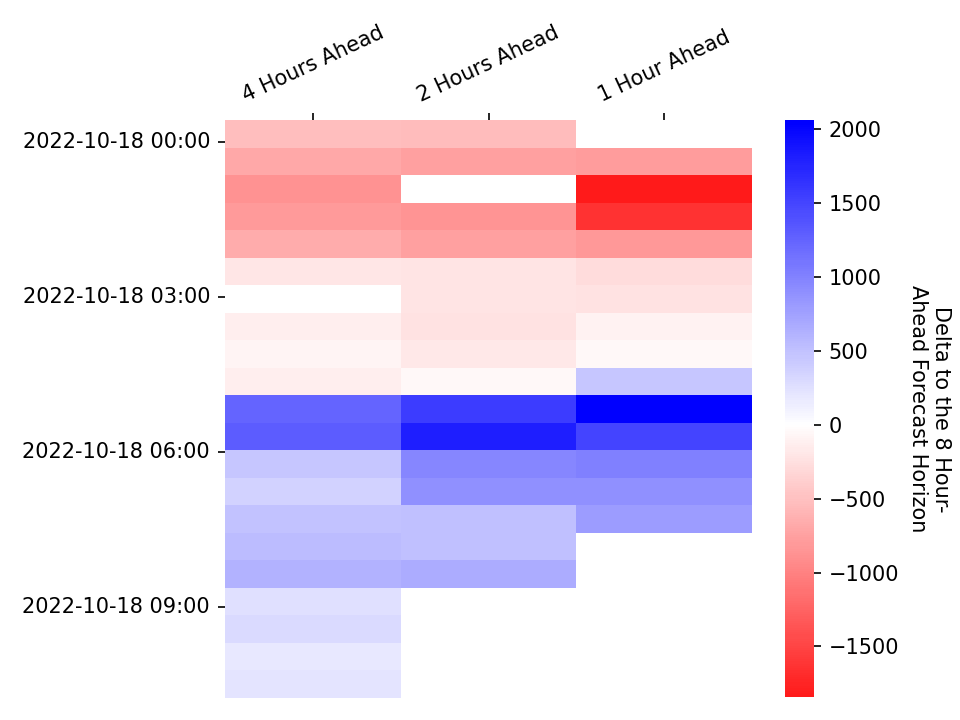 4 Hours Ahead
2 Hours Ahead
1 Hour Ahead
2022-10-18 00:00
2022-10-18 03:00
2022-10-18 06:00
2022-10-18 09:00
2000
1500
1000
500
0
−500
−1000
−1500
Delta to the 8 Hour-
Ahead Forecast Horizon